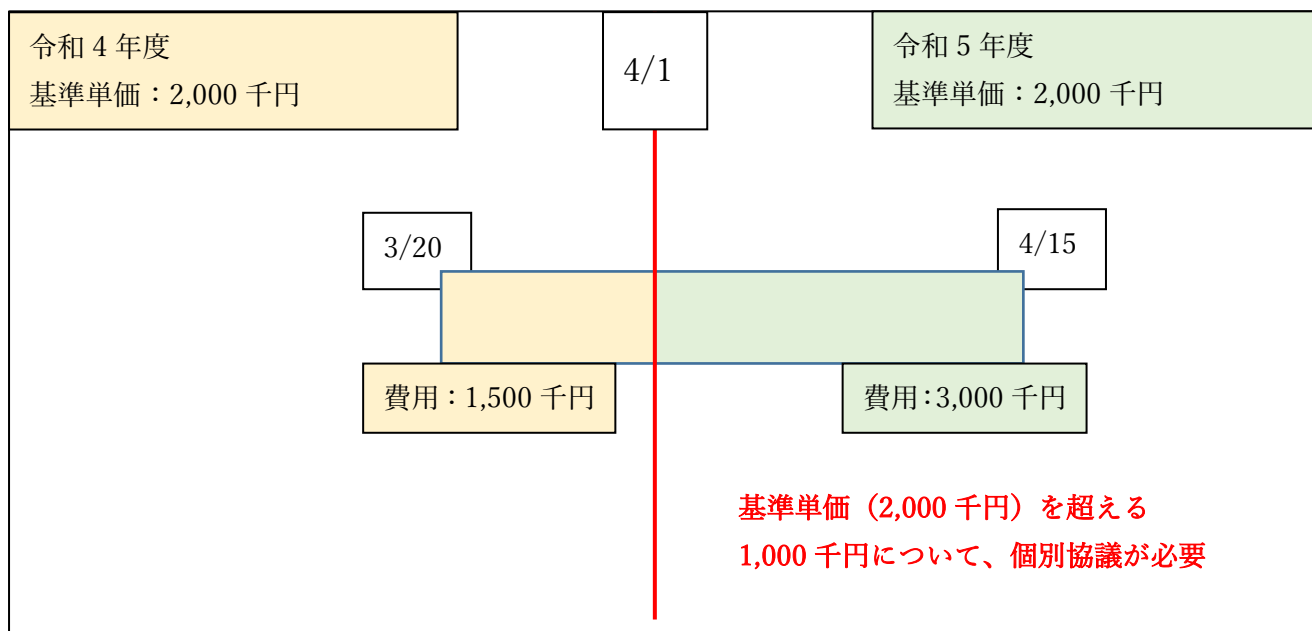 令和 4 年度
基準単価：2,000 千円
4/1
令和 5 年度
基準単価：2,000 千円
3/20
4/15
費用：1,500 千円
費用：3,000 千円
基準単価（2,000 千円）を超える
1,000 千円について、個別協議が必要